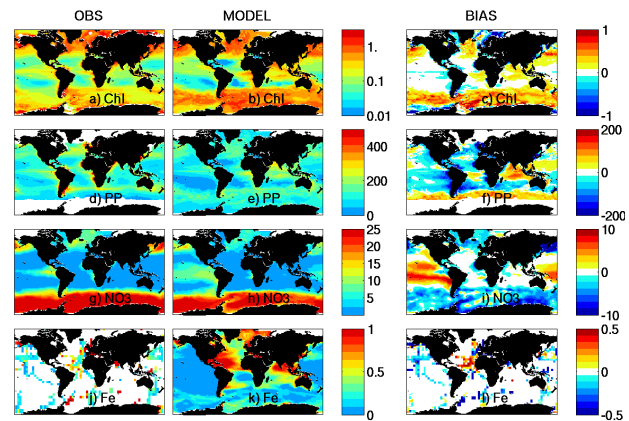 OBS MODEL BIAS
a) Chl b) Chl 1. 0.1 0.01 c) Chl 1 0 -1
d) PP e) PP 400 200 0 f) PP 200 0 -200
g) NO3 h) NO3 25 20 15 10 5 i) NO3 10 0 -10
j) Fe k) Fe 1 0.5 0 l) Fe 0.5 0 -0.5